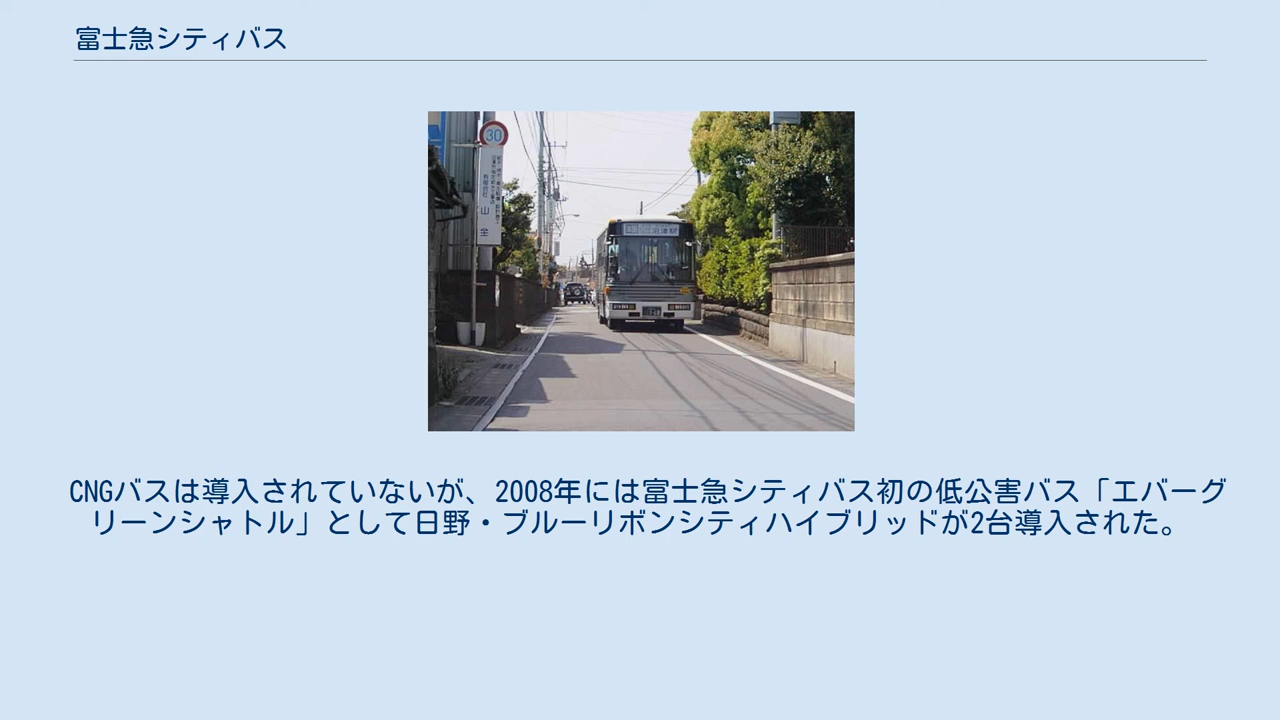 富士急シティバス
30
山
CNGバスは導入されていないが、2008年には富士急シティバス初の低公害バス「エバーグ
リーンシャトル」として日野・ブルーリボンシティハイブリッドが2台導入された。